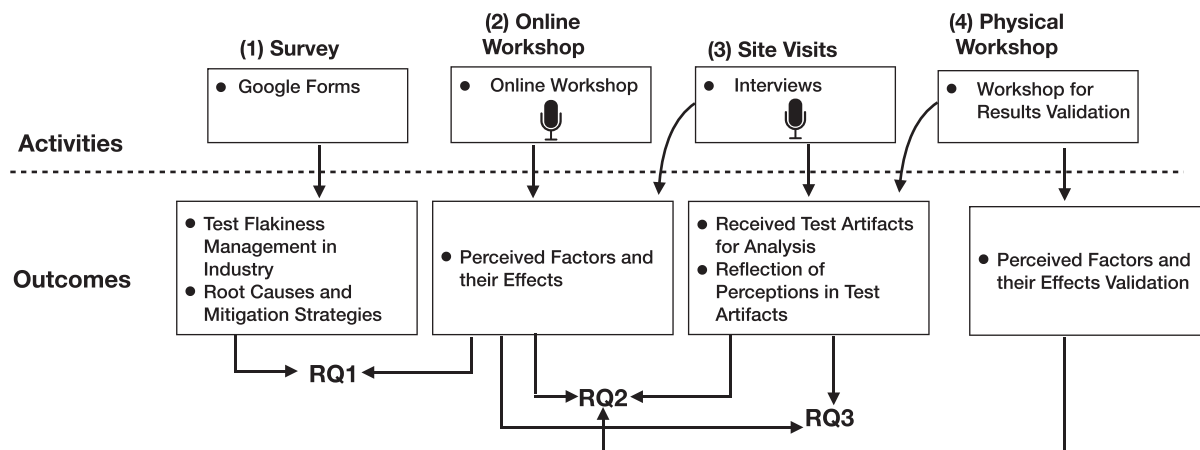 (1) Survey
(2) Online
Workshop
(3) Site Visits
(4) Physical
Workshop
Activities
● Google Forms
● Online Workshop
● Interviews
● Workshop for
Results Validation
Outcomes
● Test Flakiness
Management in
Industry
● Root Causes and
Mitigation Strategies
● Perceived Factors and
their Effects
● Received Test Artifacts
for Analysis
● Reflection of
Perceptions in Test
Artifacts
● Perceived Factors and
their Effects Validation
RQ1
RQ2
RQ3